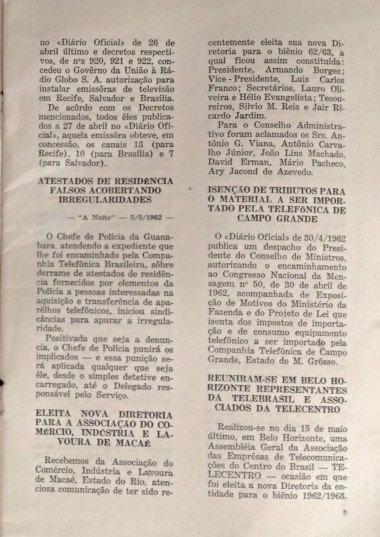 no «Diário Oficial» de 26 de
abril último e decretos respecti-
vos, de nºs 920, 921 e 922, con-
cedeu o Govêrno da União à Rá-
dio Globo S. A. autorização para
instalar emissôras de televisão
em Recife, Salvador e Brasília.
De acôrdo com os Decretos
mencionados, todos êles publica-
dos a 27 de abril no «Diário Ofi-
cial», aquela emissôra obteve, em
concessão, os canais 13 (para
Recife), 10 (para Brasília) e 7
(para Salvador).
ATESTADOS DE RESIDÊNCIA
FALSOS ACOBERTANDO
IRREGULARIDADES
— "A Noite" — 5/5/1962 —
O Chefe de Polícia da Guana-
bara, atendendo a expediente que
lhe foi encaminhado pela Compa-
nhia Telefônica Brasileira, sôbre
derrame de atestados de residên-
cia fornecidos por elementos da
Polícia a pessoas interessadas na
aquisição e transferência de apa-
rêlhos telefônicos, iniciou sindi-
câncias para apurar a irregula-
ridade.
Positivada que seja a denun-
cia, o Chefe de Polícia punirá os
implicados — e essa punição se-
rá aplicada qualquer que seja
êle, desde o simples detetive en-
carregado, até o Delegado respon-
sável pelo Serviço.
ELEITA NOVA DIRETORIA
PARA A ASSOCIAÇÃO DO CO-
MÉRCIO, INDÚSTRIA E LA-
VOURA DE MACAÉ
Recebemos da Associação do
Comércio, Indústria e Lavoura
de Macaé, Estado do Rio, aten-
ciosa comunicação de ter sido re-
centemente eleita sua nova Di-
retoria para o biênio 62/63, a
qual ficou assim constituída:
Presidente, Armando Borges;
Vice - Presidente, Luiz Carlos
Franco; Secretários, Lauro Oli-
veira e Hélio Evangelista; Tesou-
reiros, Silvio M. Reis e Jair Ri-
cardo Jardim.
Para o Conselho Administra-
tivo foram aclamados os Srs. An-
tônio G. Viana, Antônio Carva-
lho Júnior, João Lins Machado,
David Erman, Mário Pacheco,
Ary Jacond de Azevedo.
ISENÇÃO DE TRIBUTOS PARA
O MATERIAL A SER IMPOR-
TADO PELA TELEFÔNICA DE
CAMPO GRANDE
O «Diário Oficial» de 30/4/1962
publica um despacho do Presi-
dente do Conselho de Ministros,
autorizando o encaminhamento
ao Congresso Nacional da Men-
sagem nº 50, de 30 de abril de
1962, acompanhada de Exposi-
ção de Motivos do Ministério da
Fazenda e do Projeto de Lei que
isenta dos impostos de importa-
ção e de consumo equipamento
telefônico a ser importado pela
Companhia Telefônica de Campo
Grande, Estado de M. Grôsso.
REUNIRAM-SE EM BELO HO-
RIZONTE REPRESENTANTES
DA TELEBRASIL E ASSO-
CIADOS DA TELECENTRO
Realizou-se no dia 15 de maio
último, em Belo Horizonte, uma
Assembléia Geral da Associação
das Emprêsas de Telecomunica-
ções do Centro do Brasil — TE-
LECENTRO — ocasião em que
foi eleita a nova Diretoria da en-
tidade para o biênio 1962/1963.
5